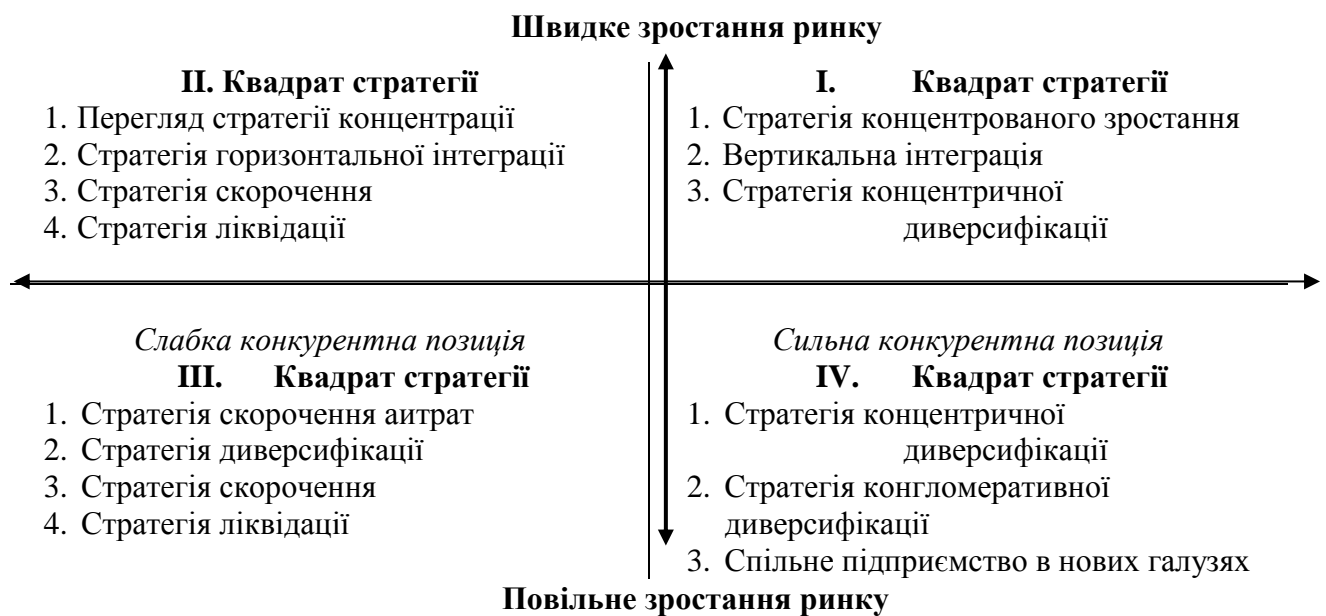 Швидке зростання ринку
II. Квадрат стратегії
1. Перегляд стратегії концентрації
2. Стратегія горизонтальної інтеграції
3. Стратегія скорочення
4. Стратегія ліквідації
I. Квадрат стратегії
1. Стратегія концентрованого зростання
2. Вертикальна інтеграція
3. Стратегія концентричної
диверсифікації
Слабка конкурентна позиція
III. Квадрат стратегії
1. Стратегія скорочення аитрат
2. Стратегія диверсифікації
3. Стратегія скорочення
4. Стратегія ліквідації
Сильна конкурентна позиція
IV. Квадрат стратегії
1. Стратегія концентричної
диверсифікації
2. Стратегія конгломеративної
диверсифікації
3. Спільне підприємство в нових галузях
Повільне зростання ринку